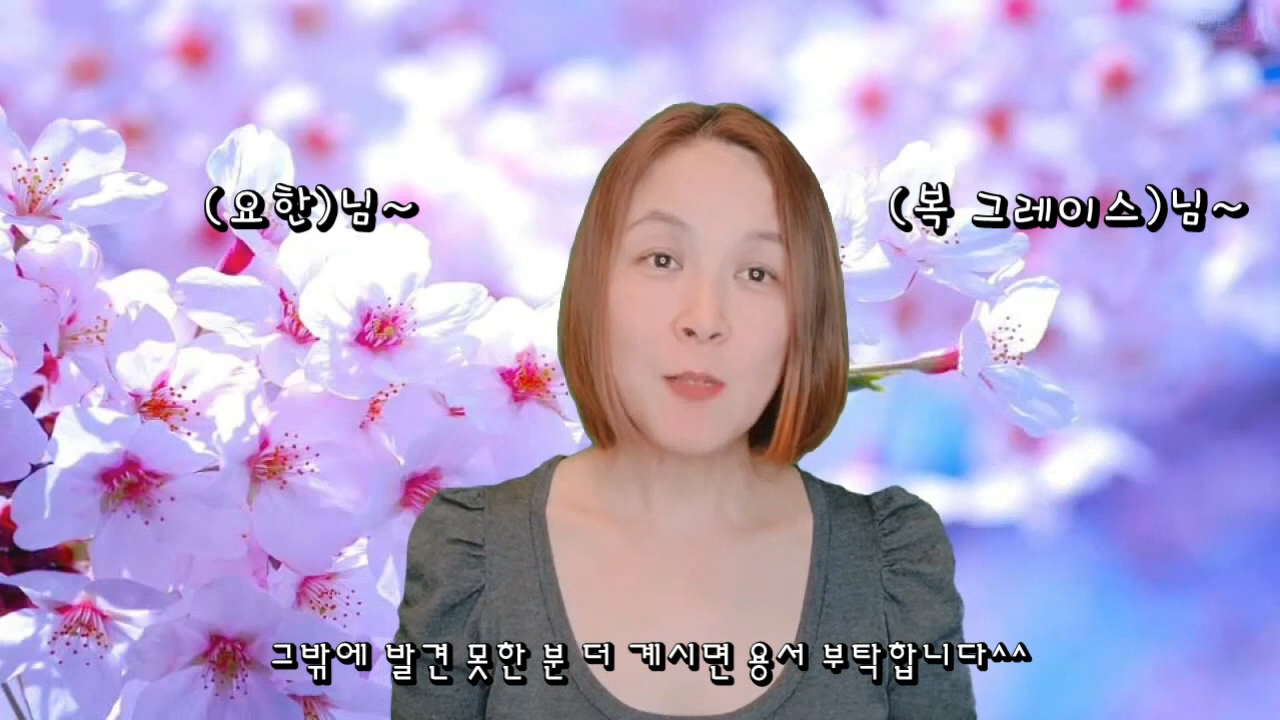 (요한)님~
(복 그레이스)님~
그밖에 발견 못한 분 더 계시면 용서 부탁합니다^^